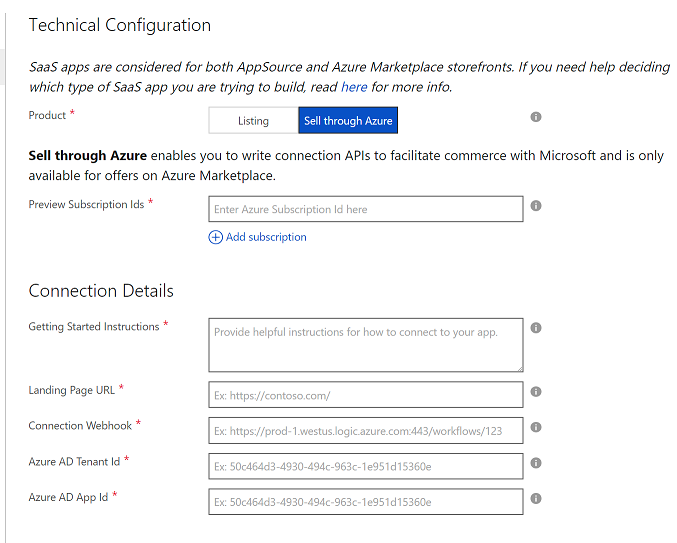 Technical Configuration
SaaS apps are considered for both AppSource and Azure Marketplace storefronts. If you need help deciding
which type of SaaS app you are trying to build, read here for more info.
Product *
Listing
Sell through Azure
Sell through Azure enables you to write connection APIs to facilitate commerce with Microsoft and is only
available for offers on Azure Marketplace.
Preview Subscription Ids *
Enter Azure Subscription Id here
Add subscription
Connection Details
Getting Started Instructions *
Provide helpful instructions for how to connect to your app.
Landing Page URL *
Ex: https://contoso.com/
Connection Webhook *
Ex: https://prod-1.westus.logic.azure.com:443/workflows/123
Azure AD Tenant Id *
Ex: 50c464d3-4930-494c-963c-1e951d15360e
Azure AD App Id *
Ex: 50c464d3-4930-494c-963c-1e951d15360e